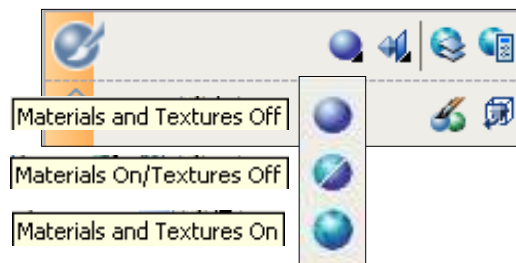 Materials and Textures Off
Materials On/Textures Off
Materials and Textures On